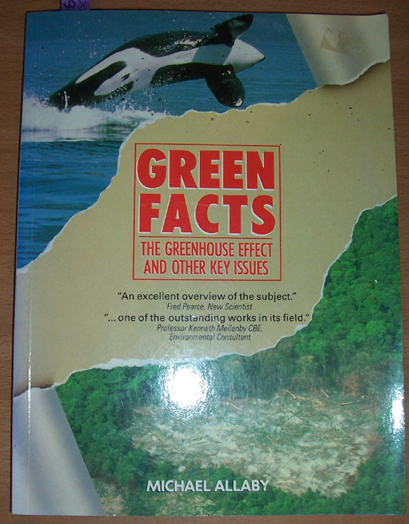 GREEN
FACTS
THE GREENHOUSE EFFECT
AND OTHER KEY ISSUES
"An excellent overview of the subject."
Fred Pearce, New Scientist
"... one of the outstanding works in its field."
Professor Kenneth Mellanby CBE,
Environmental Consultant
MICHAEL ALLABY